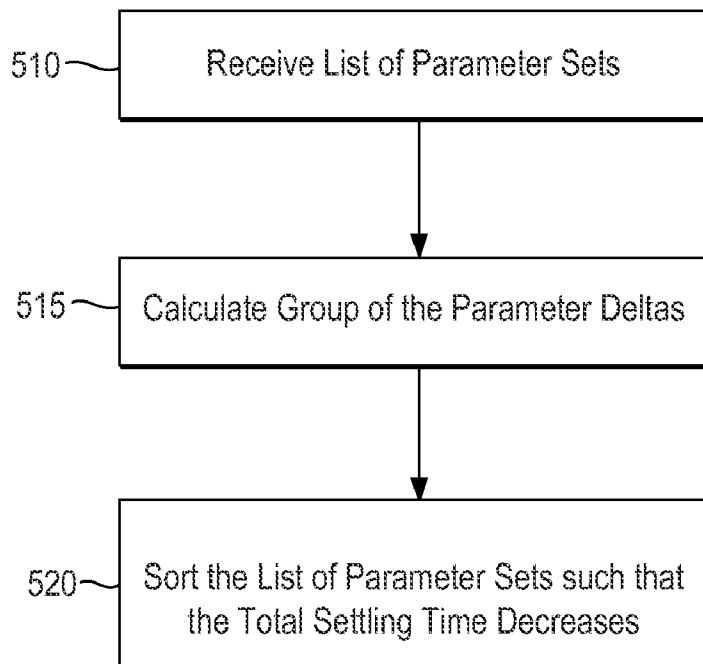 510
Receive List of Parameter Sets
515
Calculate Group of the Parameter Deltas
520
Sort the List of Parameter Sets such that
the Total Settling Time Decreases